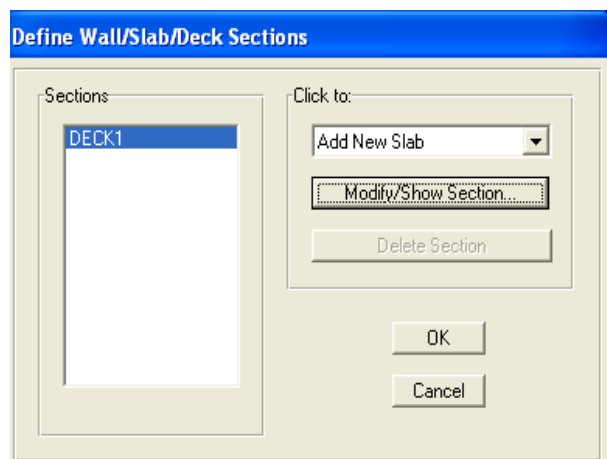 Define Wall/Slab/Deck Sections
Sections
DECK1
Click to:
Add New Slab
Modify/Show Section...
Delete Section
OK
Cancel